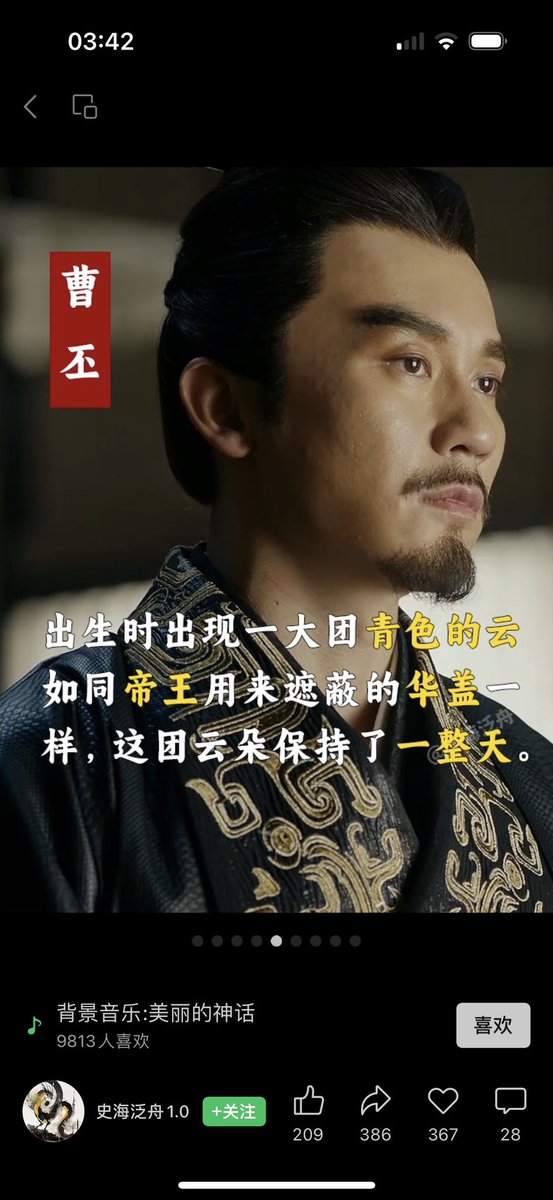 03:42
曹丕
出生时出现一大团青色的云
如同帝王用来遮蔽的华盖一
样，这团云朵保持了一整天。
背景音乐:美丽的神话
9813人喜欢
喜欢
史海泛舟1.0
+关注
209
386
367
28